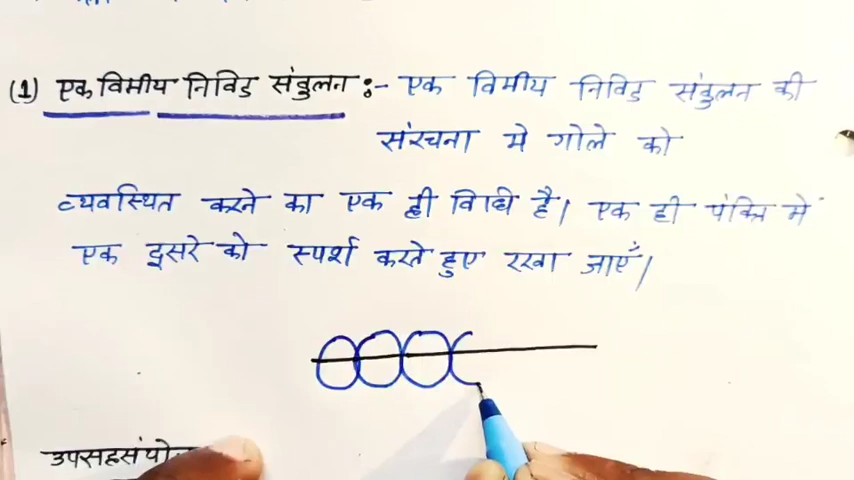 (1) एक विमीय निविड संकुलन :- एक विमीय निविड संकुलन की
संरचना मे गोले को
व्यवस्थित करने का एक ही विधि है। एक ही पंक्ति में
एक दूसरे को स्पर्श करते हुए रखा जाएँ।